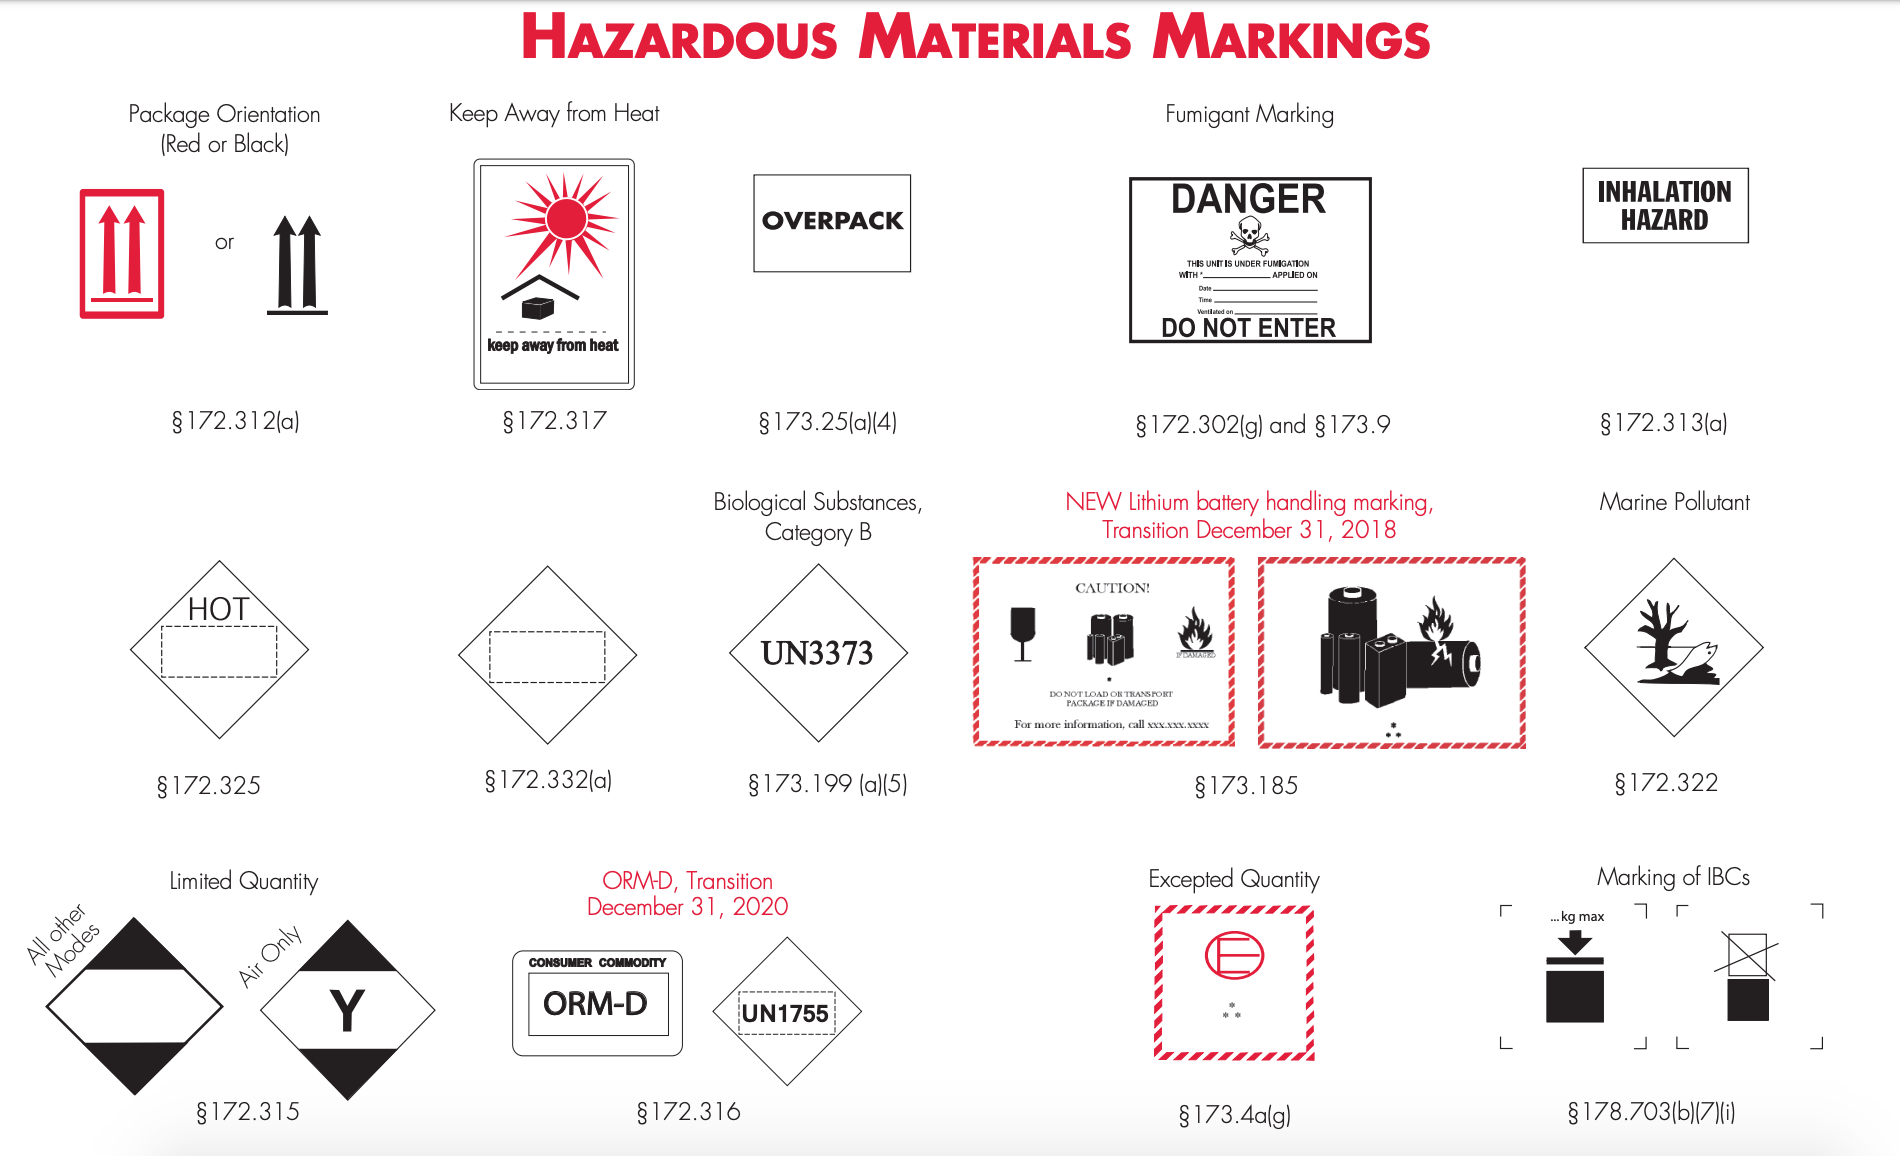 HAZARDOUS MATERIALS MARKINGS
Package Orientation
(Red or Black)
or
§172.312(a)
Keep Away from Heat
keep away from heat
§172.317
OVERPACK
§173.25(a)(4)
Fumigant Marking
DANGER
THIS UNIT IS UNDER FUMIGATION
WITH *____________ APPLIED ON
Date ____________
Time ____________
Ventilated on ____________
DO NOT ENTER
§172.302(g) and §173.9
INHALATION
HAZARD
§172.313(a)
HOT
§172.325
§172.332(a)
Biological Substances,
Category B
UN3373
§173.199 (a)(5)
NEW Lithium battery handling marking,
Transition December 31, 2018
CAUTION!
IF DAMAGED
*
DO NOT LOAD OR TRANSPORT
PACKAGE IF DAMAGED
For more information, call xxx.xxx.xxxx
*
* *
§173.185
Marine Pollutant
§172.322
Limited Quantity
All other
Modes
Air Only
Y
§172.315
ORM-D, Transition
December 31, 2020
CONSUMER COMMODITY
ORM-D
UN1755
§172.316
Excepted Quantity
E
*
* *
§173.4a(g)
Marking of IBCs
...kg max
§178.703(b)(7)(i)